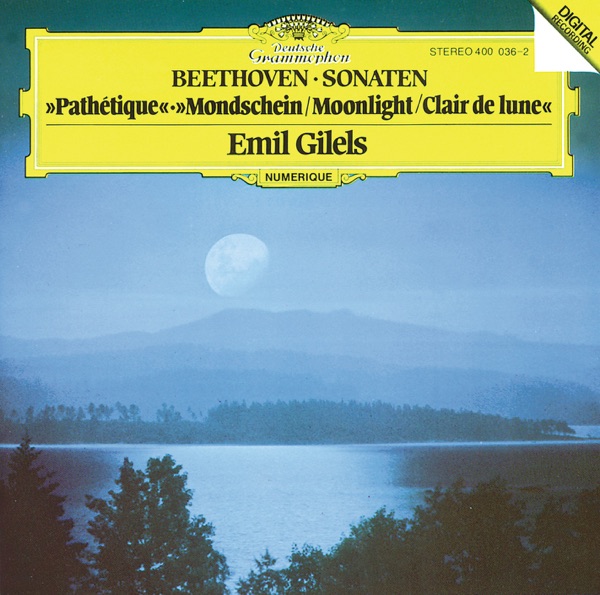 DIGITAL
RECORDING
Deutsche
Grammophon
STEREO 400 036-2
BEETHOVEN · SONATEN
»Pathétique«·»Mondschein/Moonlight/Clair de lune«
Emil Gilels
NUMERIQUE